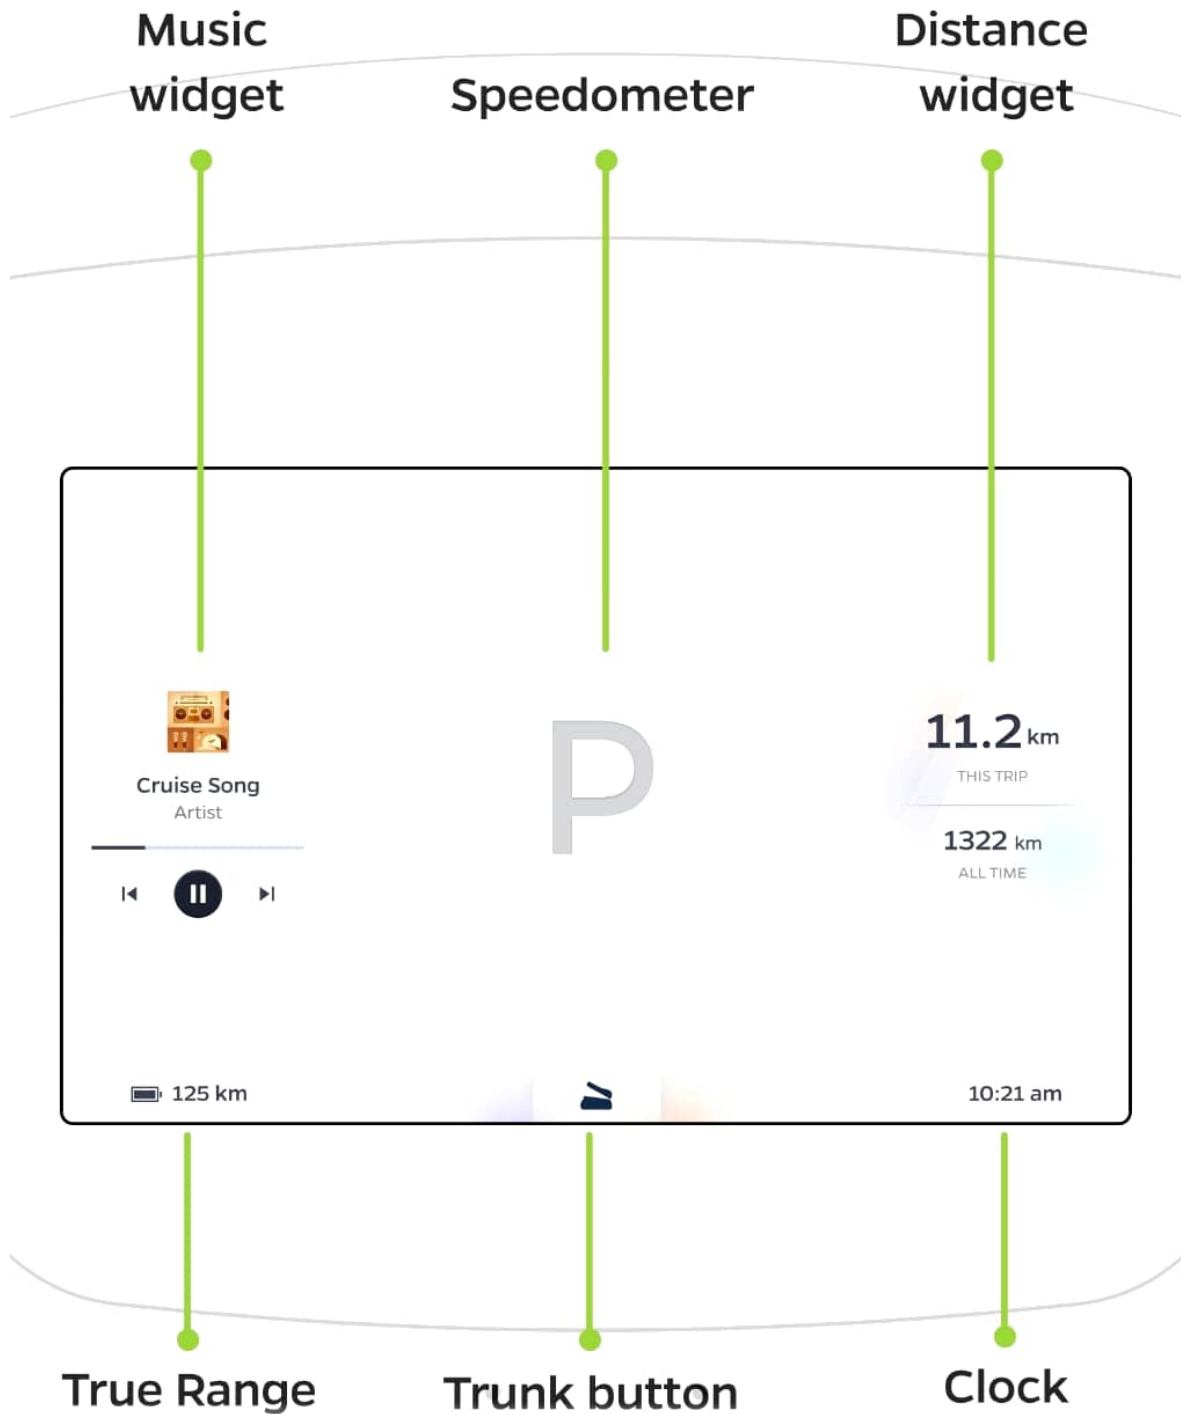 Music
widget
Speedometer
Distance
widget
Cruise Song
Artist
P
11.2 km
THIS TRIP
1322 km
ALL TIME
125 km
10:21 am
True Range
Trunk button
Clock